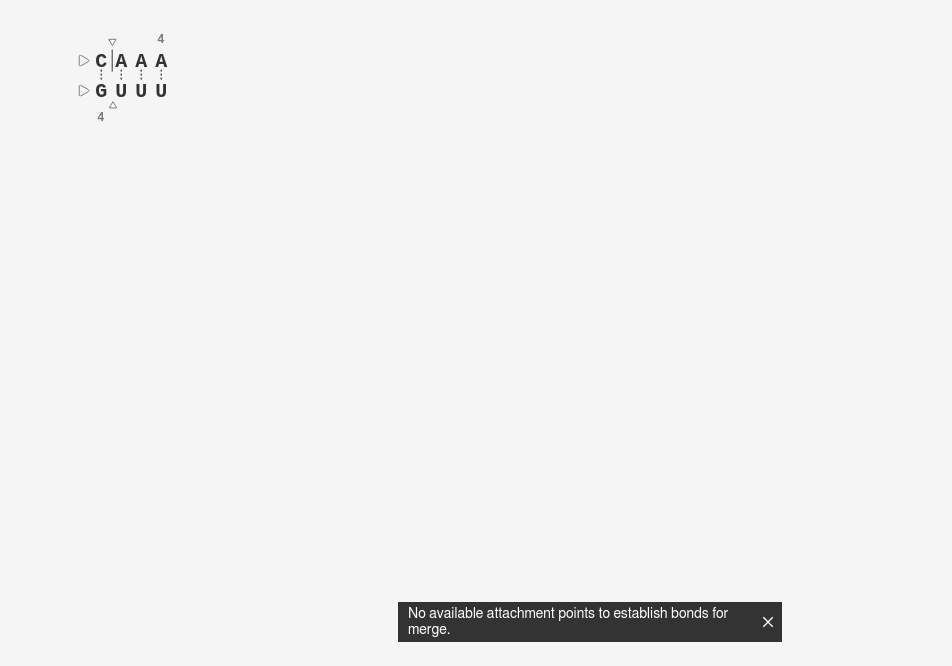 4
C A A A
G U U U
4
No available attachment points to establish bonds for
merge.